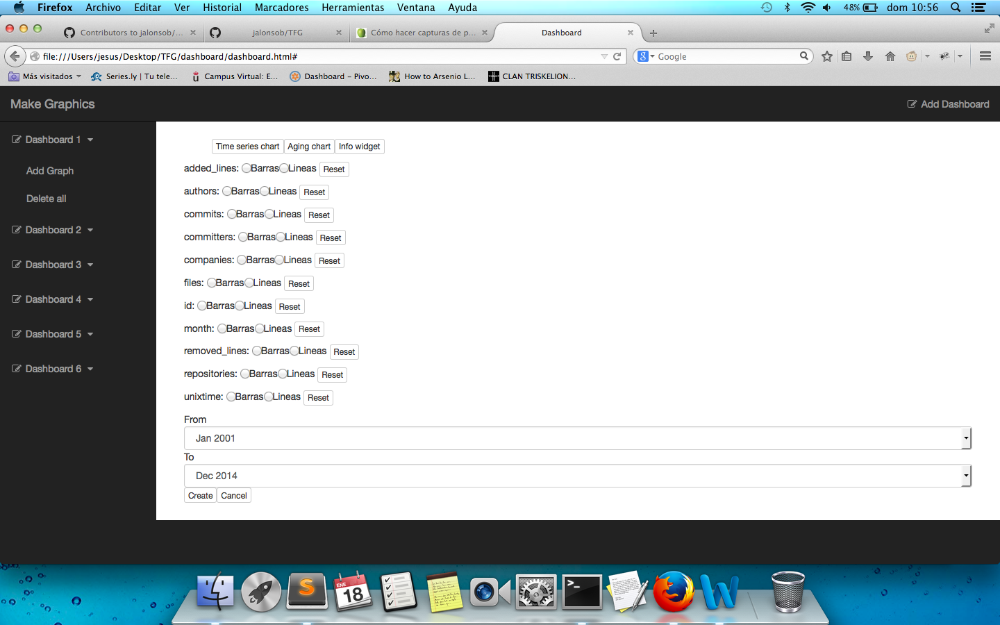 Firefox Archivo Editar Ver Historial Marcadores Herramientas Ventana Ayuda 48% dom 10:56
Contributors to jalonsob/... jalonsob/TFG Cómo hacer capturas de p... Dashboard
file:///Users/jesus/Desktop/TFG/dashboard/dashboard.html# Google
Más visitados Series.ly | Tu tele... Campus Virtual: E... Dashboard – Pivo... How to Arsenio L... CLAN TRISKELION...
Make Graphics Add Dashboard
Dashboard 1
Add Graph
Delete all
Dashboard 2
Dashboard 3
Dashboard 4
Dashboard 5
Dashboard 6
Time series chart Aging chart Info widget
added_lines: Barras Lineas Reset
authors: Barras Lineas Reset
commits: Barras Lineas Reset
committers: Barras Lineas Reset
companies: Barras Lineas Reset
files: Barras Lineas Reset
id: Barras Lineas Reset
month: Barras Lineas Reset
removed_lines: Barras Lineas Reset
repositories: Barras Lineas Reset
unixtime: Barras Lineas Reset
From
Jan 2001
To
Dec 2014
Create Cancel
ENE
18